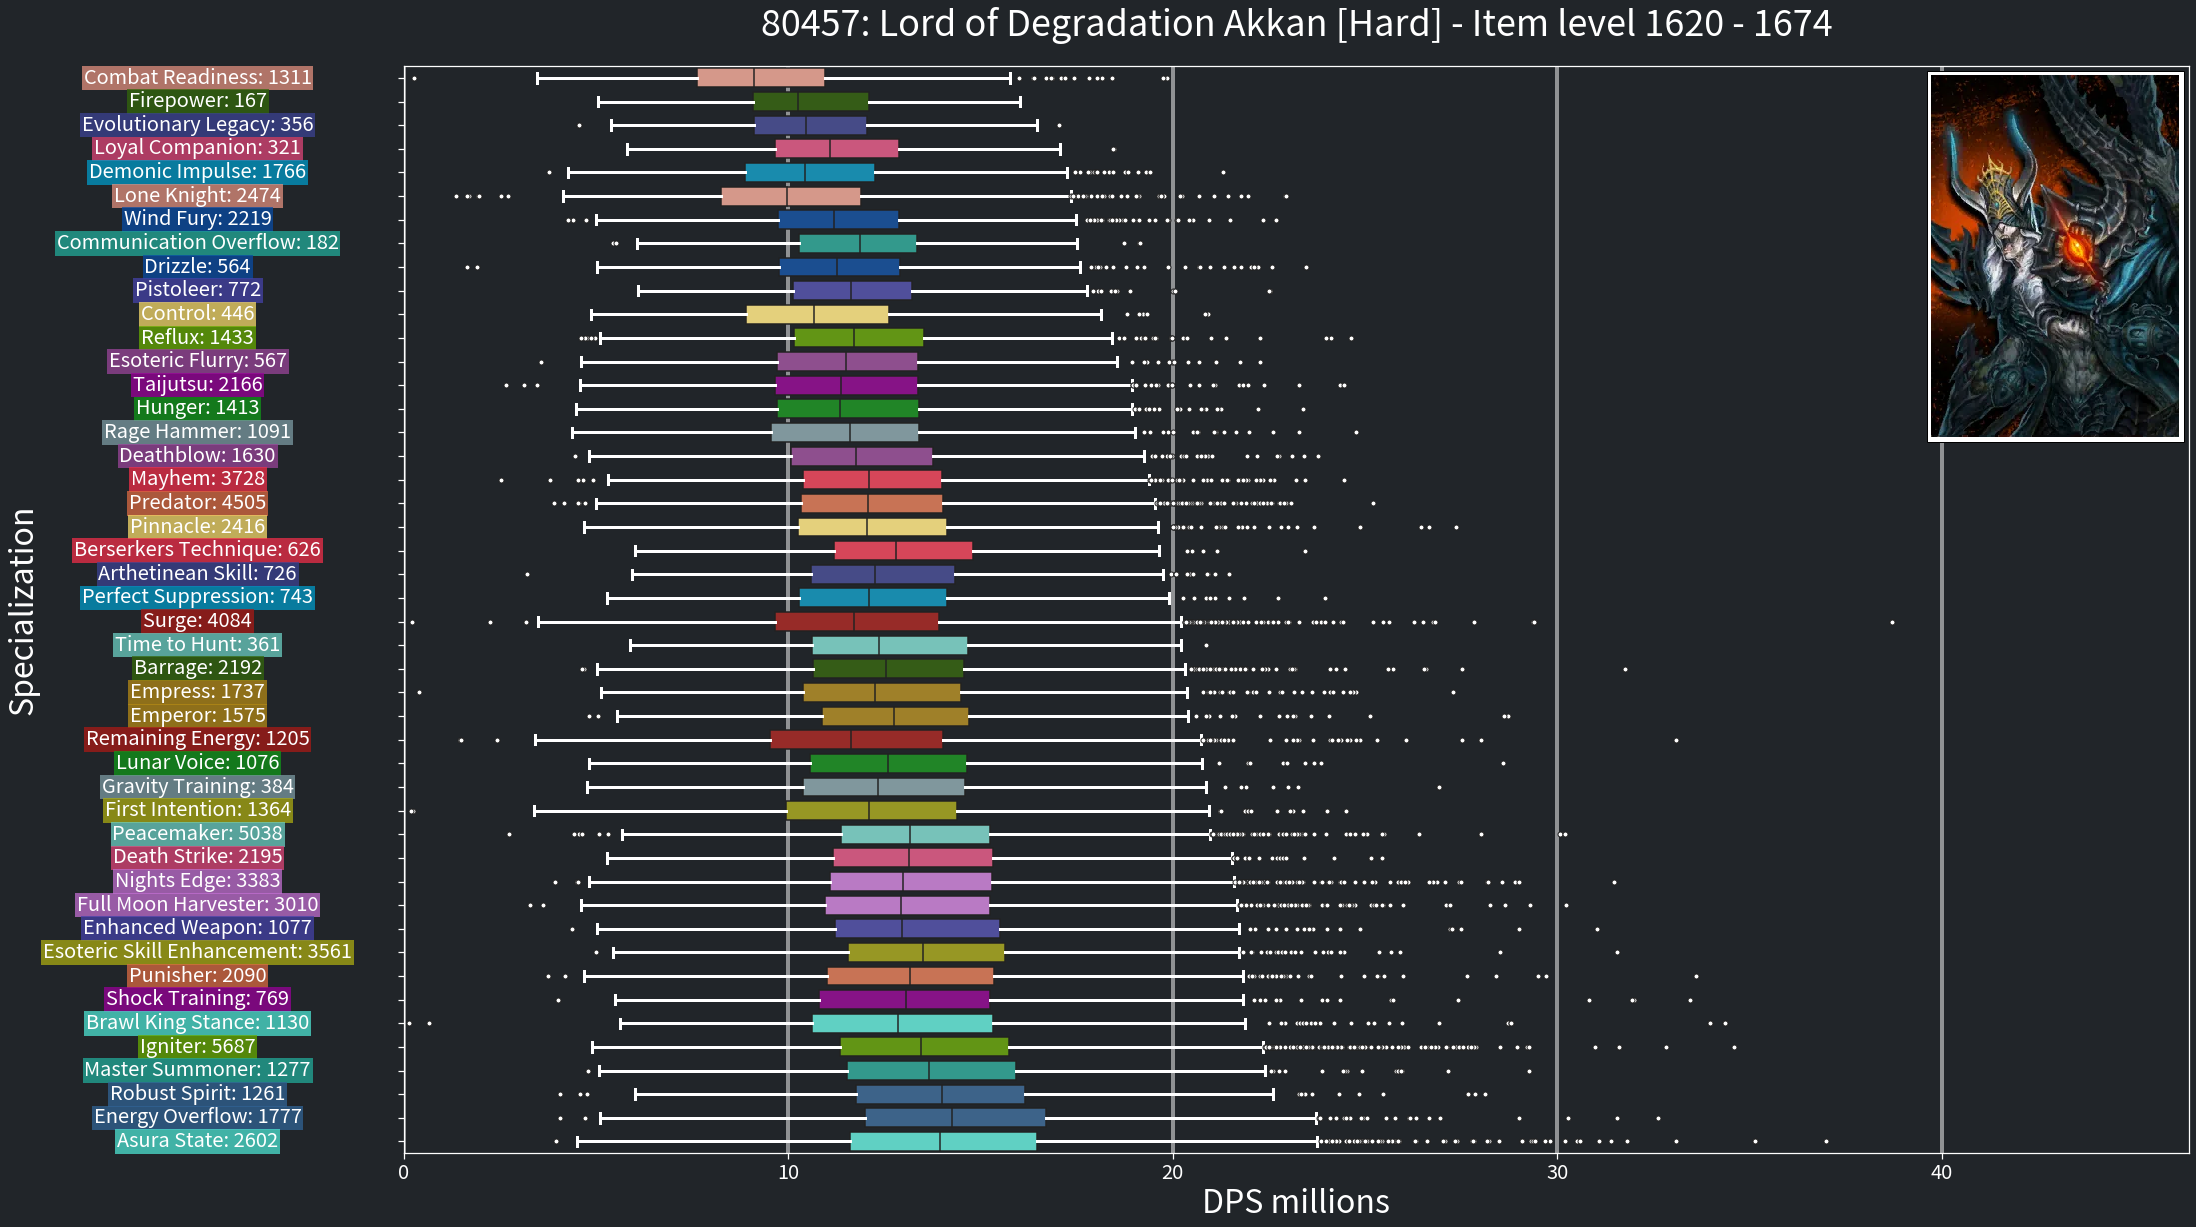 80457: Lord of Degradation Akkan [Hard] - Item level 1620 - 1674
Specialization
Combat Readiness: 1311
Firepower: 167
Evolutionary Legacy: 356
Loyal Companion: 321
Demonic Impulse: 1766
Lone Knight: 2474
Wind Fury: 2219
Communication Overflow: 182
Drizzle: 564
Pistoleer: 772
Control: 446
Reflux: 1433
Esoteric Flurry: 567
Taijutsu: 2166
Hunger: 1413
Rage Hammer: 1091
Deathblow: 1630
Mayhem: 3728
Predator: 4505
Pinnacle: 2416
Berserkers Technique: 626
Arthetinean Skill: 726
Perfect Suppression: 743
Surge: 4084
Time to Hunt: 361
Barrage: 2192
Empress: 1737
Emperor: 1575
Remaining Energy: 1205
Lunar Voice: 1076
Gravity Training: 384
First Intention: 1364
Peacemaker: 5038
Death Strike: 2195
Nights Edge: 3383
Full Moon Harvester: 3010
Enhanced Weapon: 1077
Esoteric Skill Enhancement: 3561
Punisher: 2090
Shock Training: 769
Brawl King Stance: 1130
Igniter: 5687
Master Summoner: 1277
Robust Spirit: 1261
Energy Overflow: 1777
Asura State: 2602
0 10 20 30 40
DPS millions